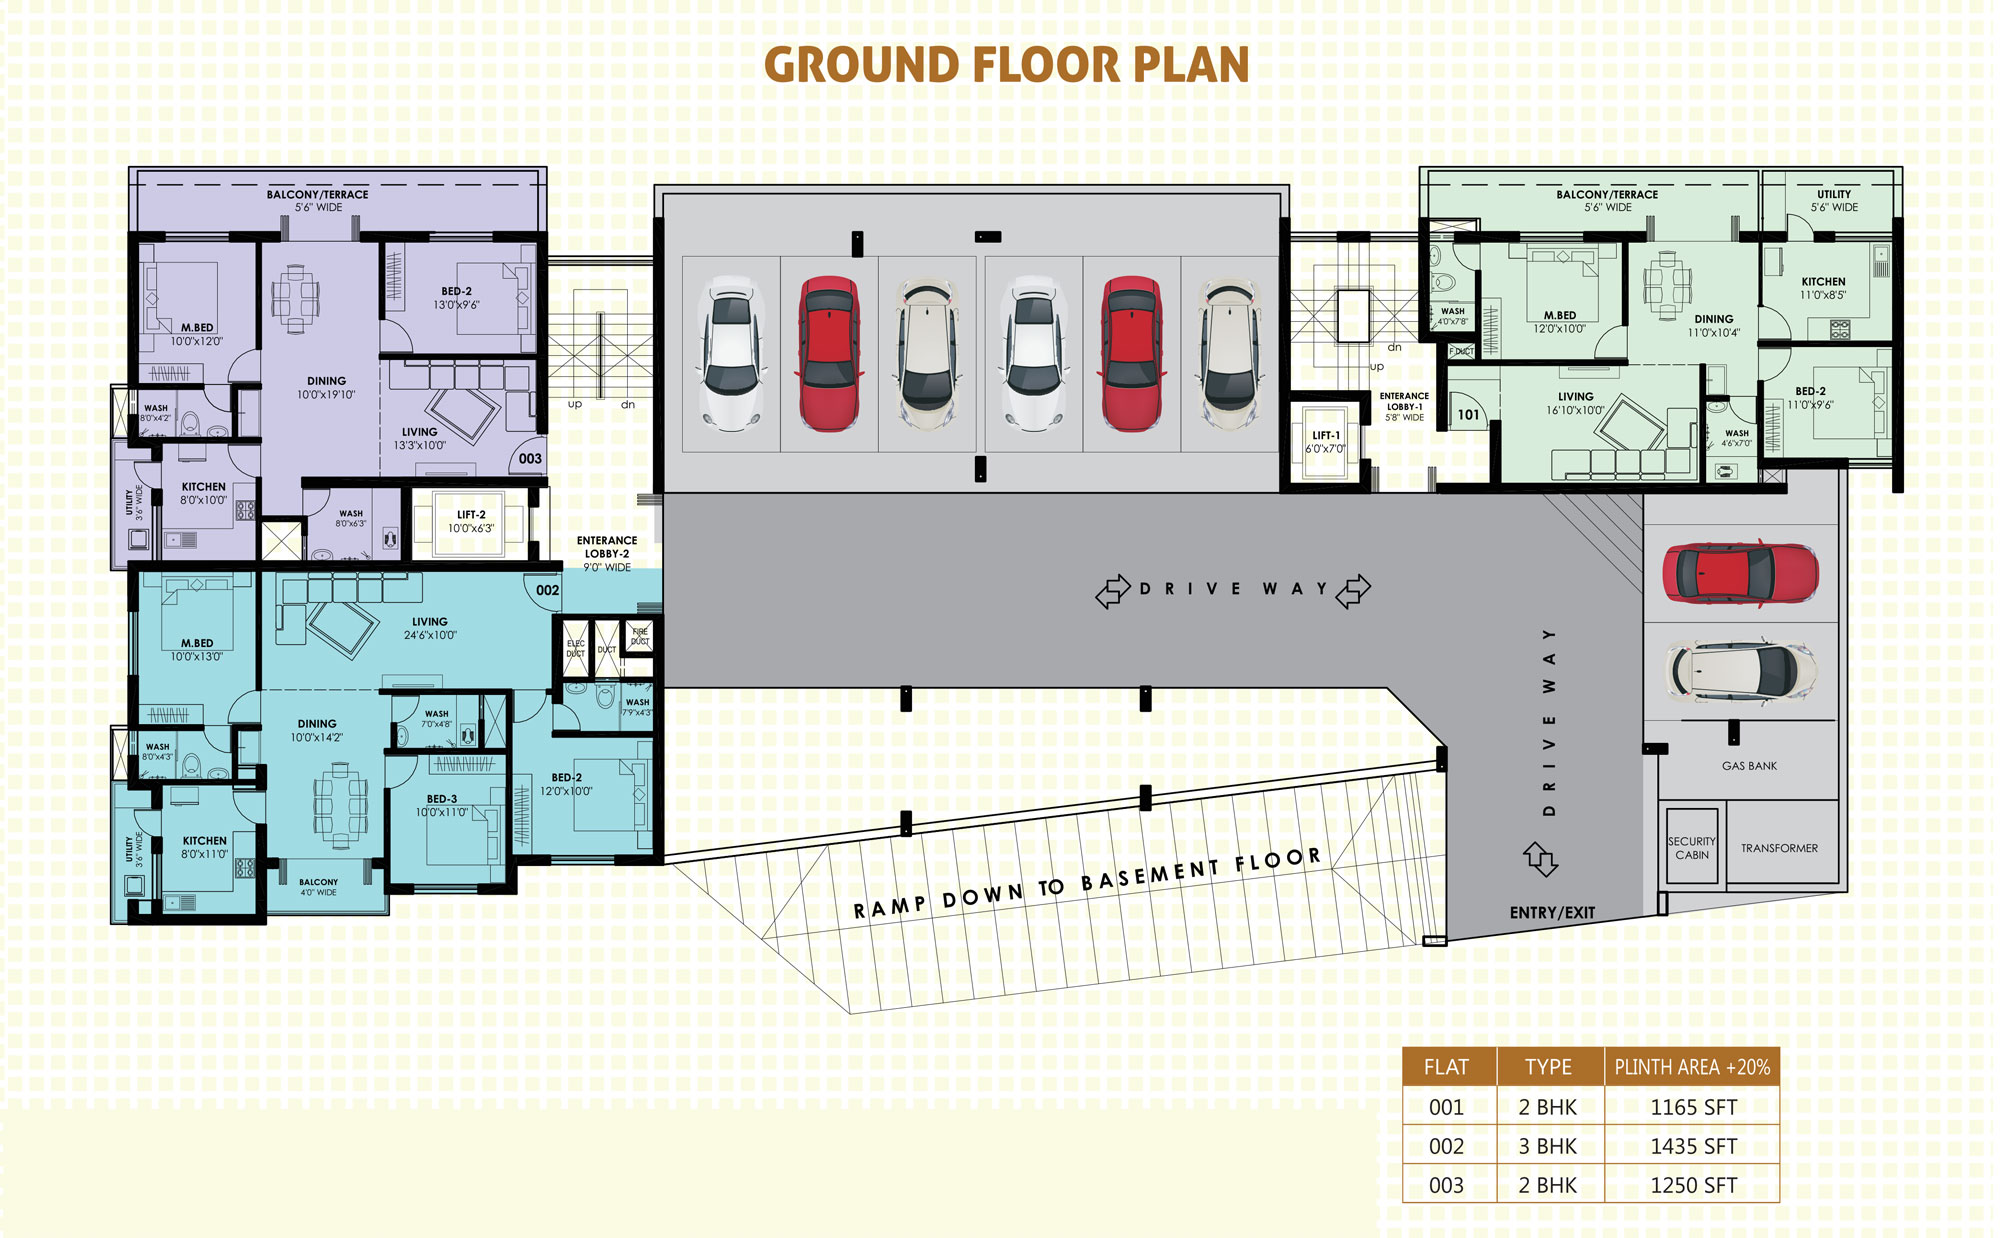 GROUND FLOOR PLAN
BALCONY/TERRACE
5'6" WIDE
M.BED
10'0"x12'0"
BED-2
13'0"x9'6"
DINING
10'0"x19'10"
LIVING
13'3"x10'0"
003
WASH
8'0"x4'2"
KITCHEN
8'0"x10'0"
UTILITY
3'6" WIDE
WASH
8'0"x6'3"
LIFT-2
10'0"x6'3"
up
dn
ENTERANCE
LOBBY-2
9'0" WIDE
002
M.BED
10'0"x13'0"
LIVING
24'6"x10'0"
ELEC
DUCT
DUCT
FIRE
DUCT
WASH
7'9"x4'3"
WASH
7'0"x4'8"
DINING
10'0"x14'2"
WASH
8'0"x4'3"
BED-2
12'0"x10'0"
BED-3
10'0"x11'0"
KITCHEN
8'0"x11'0"
UTILITY
3'6" WIDE
BALCONY
4'0" WIDE
BALCONY/TERRACE
5'6" WIDE
UTILITY
5'6" WIDE
KITCHEN
11'0"x8'5"
M.BED
12'0"x10'0"
DINING
11'0"x10'4"
WASH
4'0"x7'8"
F.DUCT
dn
up
ENTERANCE
LOBBY-1
5'8" WIDE
LIFT-1
6'0"x7'0"
101
LIVING
16'10"x10'0"
BED-2
11'0"x9'6"
WASH
4'6"x7'0"
DRIVE WAY
DRIVE WAY
GAS BANK
SECURITY
CABIN
TRANSFORMER
ENTRY/EXIT
RAMP DOWN TO BASEMENT FLOOR
FLAT TYPE PLINTH AREA +20%
001 2 BHK 1165 SFT
002 3 BHK 1435 SFT
003 2 BHK 1250 SFT